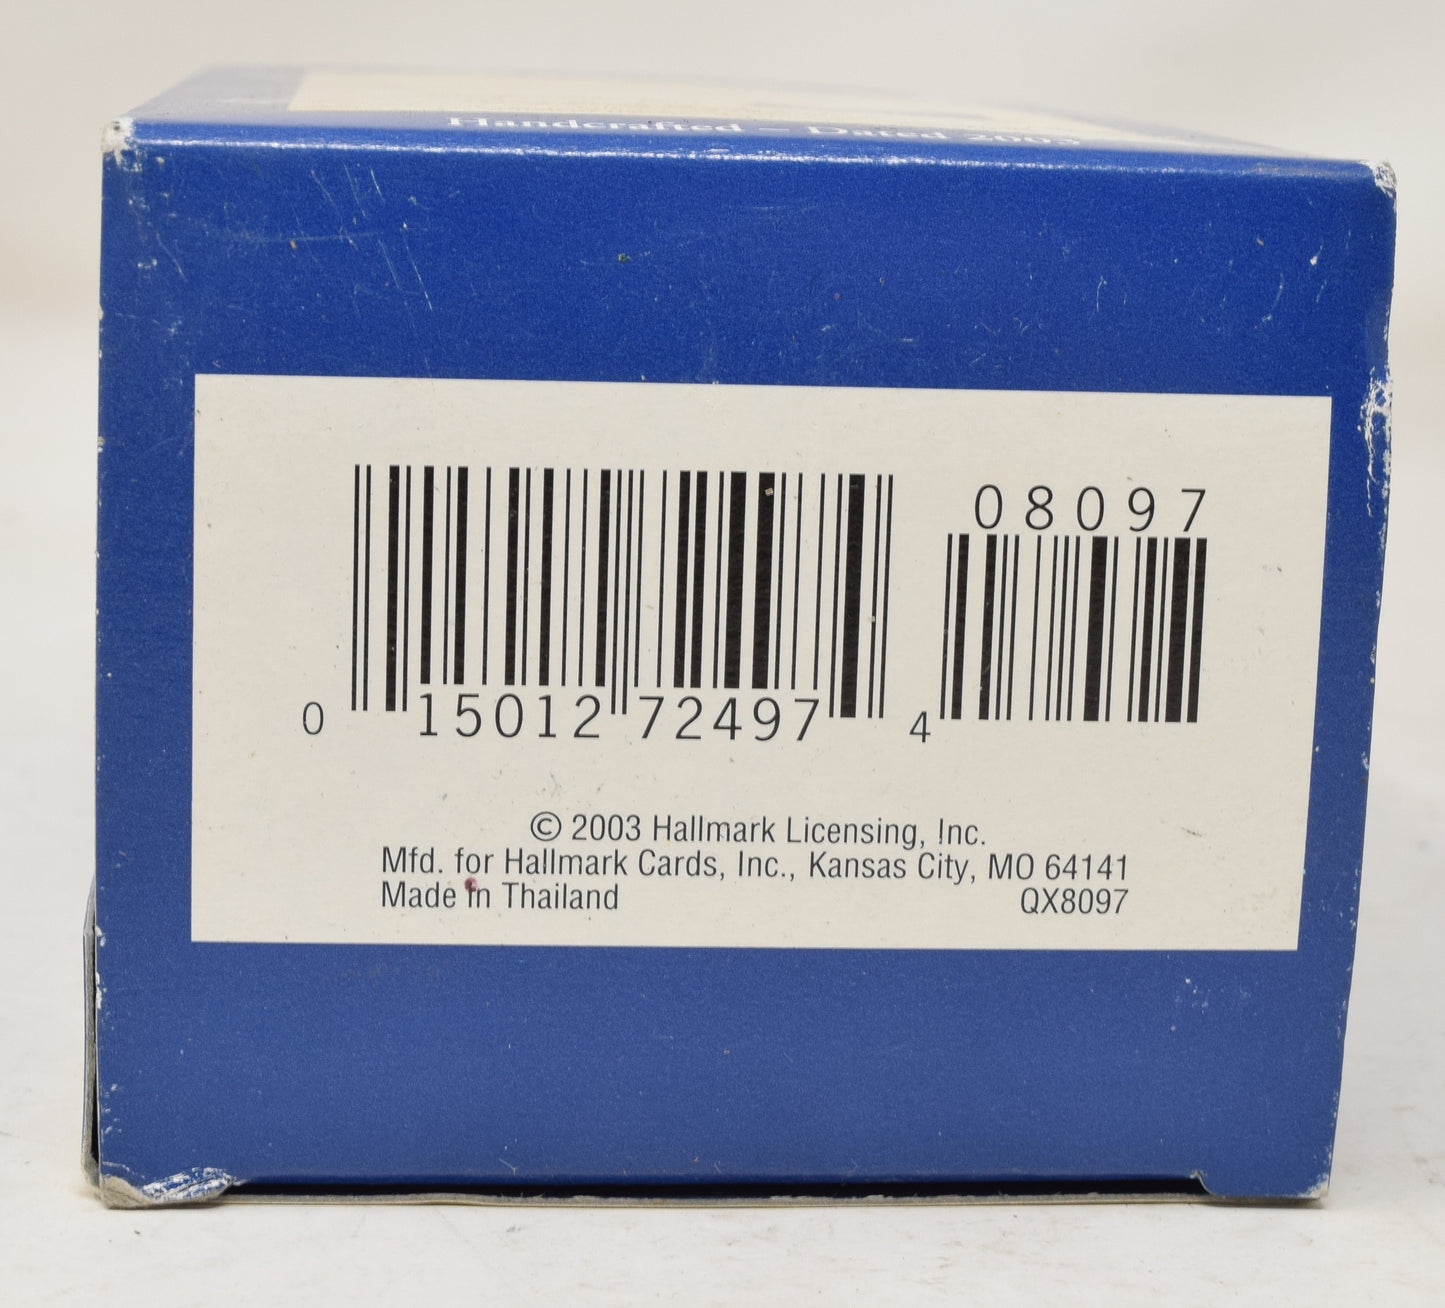 Handcrafted – Dated 2003
08097
0 15012 72497 4
© 2003 Hallmark Licensing, Inc.
Mfd. for Hallmark Cards, Inc., Kansas City, MO 64141
Made in Thailand QX8097